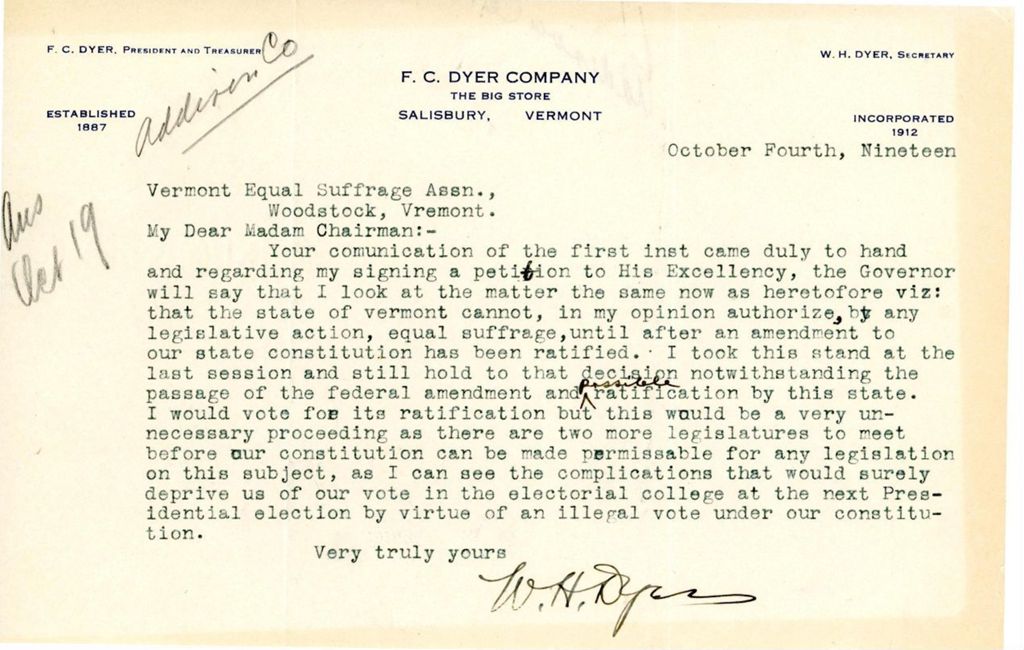 F. C. DYER, PRESIDENT AND TREASURER
Addison Co
W. H. DYER, SECRETARY
F. C. DYER COMPANY
THE BIG STORE
SALISBURY, VERMONT
ESTABLISHED
1887
INCORPORATED
1912
October Fourth, Nineteen
Ans
Oct 19
Vermont Equal Suffrage Assn.,
Woodstock, Vremont.
My Dear Madam Chairman:-
Your comunication of the first inst came duly to hand
and regarding my signing a petition to His Excellency, the Governor
will say that I look at the matter the same now as heretofore viz:
that the state of vermont cannot, in my opinion authorize, by any
legislative action, equal suffrage,until after an amendment to
our state constitution has been ratified. I took this stand at the
last session and still hold to that decision notwithstanding the
passage of the federal amendment and possible ratification by this state.
I would vote for its ratification but this would be a very un-
necessary proceeding as there are two more legislatures to meet
before our constitution can be made permissable for any legislation
on this subject, as I can see the complications that would surely
deprive us of our vote in the electorial college at the next Pres-
idential election by virtue of an illegal vote under our constitu-
tion.
Very truly yours
W. H. Dyer